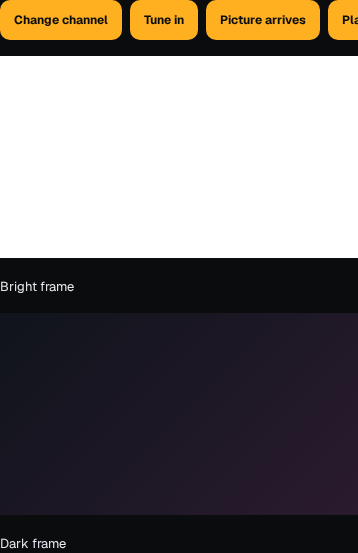 Change channel
Tune in
Picture arrives
Bright frame
Dark frame